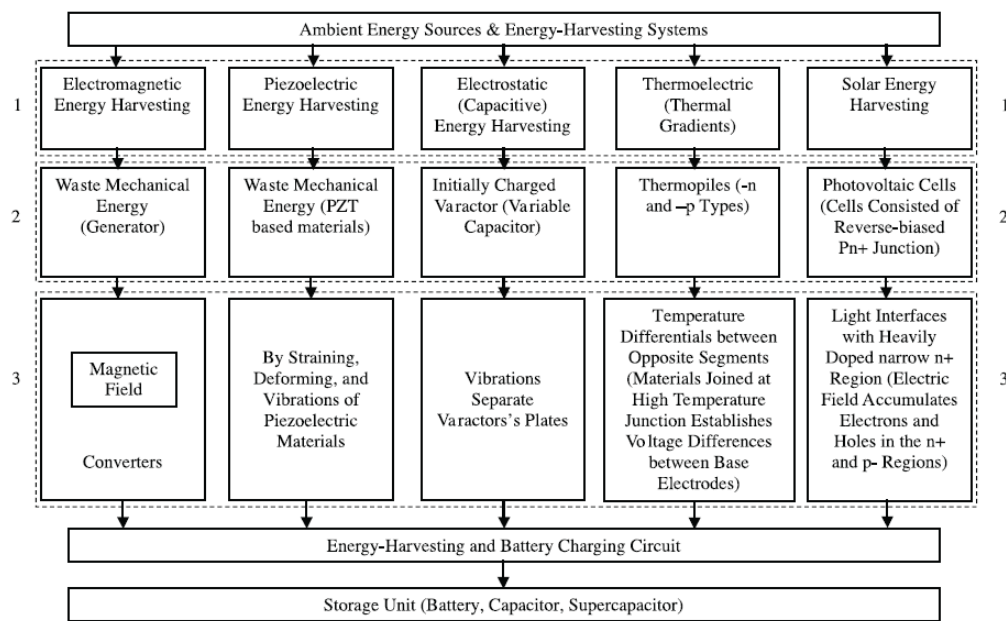 Ambient Energy Sources & Energy-Harvesting Systems
1
Electromagnetic
Energy Harvesting
Piezoelectric
Energy Harvesting
Electrostatic
(Capacitive)
Energy Harvesting
Thermoelectric
(Thermal
Gradients)
Solar Energy
Harvesting
1
2
Waste Mechanical
Energy
(Generator)
Waste Mechanical
Energy (PZT
based materials)
Initially Charged
Varactor (Variable
Capacitor)
Thermopiles (-n
and –p Types)
Photovoltaic Cells
(Cells Consisted of
Reverse-biased
Pn+ Junction)
2
3
Magnetic
Field
Converters
By Straining,
Deforming, and
Vibrations of
Piezoelectric
Materials
Vibrations
Separate
Varactors's Plates
Temperature
Differentials between
Opposite Segments
(Materials Joined at
High Temperature
Junction Establishes
Voltage Differences
between Base
Electrodes)
Light Interfaces
with Heavily
Doped narrow n+
Region (Electric
Field Accumulates
Electrons and
Holes in the n+
and p- Regions)
3
Energy-Harvesting and Battery Charging Circuit
Storage Unit (Battery, Capacitor, Supercapacitor)